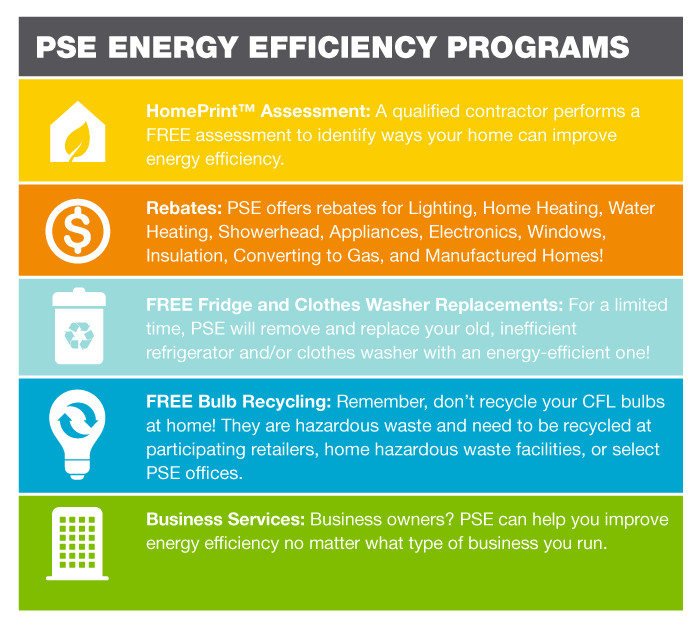 PSE ENERGY EFFICIENCY PROGRAMS
HomePrint™ Assessment: A qualified contractor performs a
FREE assessment to identify ways your home can improve
energy efficiency.
Rebates: PSE offers rebates for Lighting, Home Heating, Water
Heating, Showerhead, Appliances, Electronics, Windows,
Insulation, Converting to Gas, and Manufactured Homes!
FREE Fridge and Clothes Washer Replacements: For a limited
time, PSE will remove and replace your old, inefficient
refrigerator and/or clothes washer with an energy-efficient one!
FREE Bulb Recycling: Remember, don’t recycle your CFL bulbs
at home! They are hazardous waste and need to be recycled at
participating retailers, home hazardous waste facilities, or select
PSE offices.
Business Services: Business owners? PSE can help you improve
energy efficiency no matter what type of business you run.